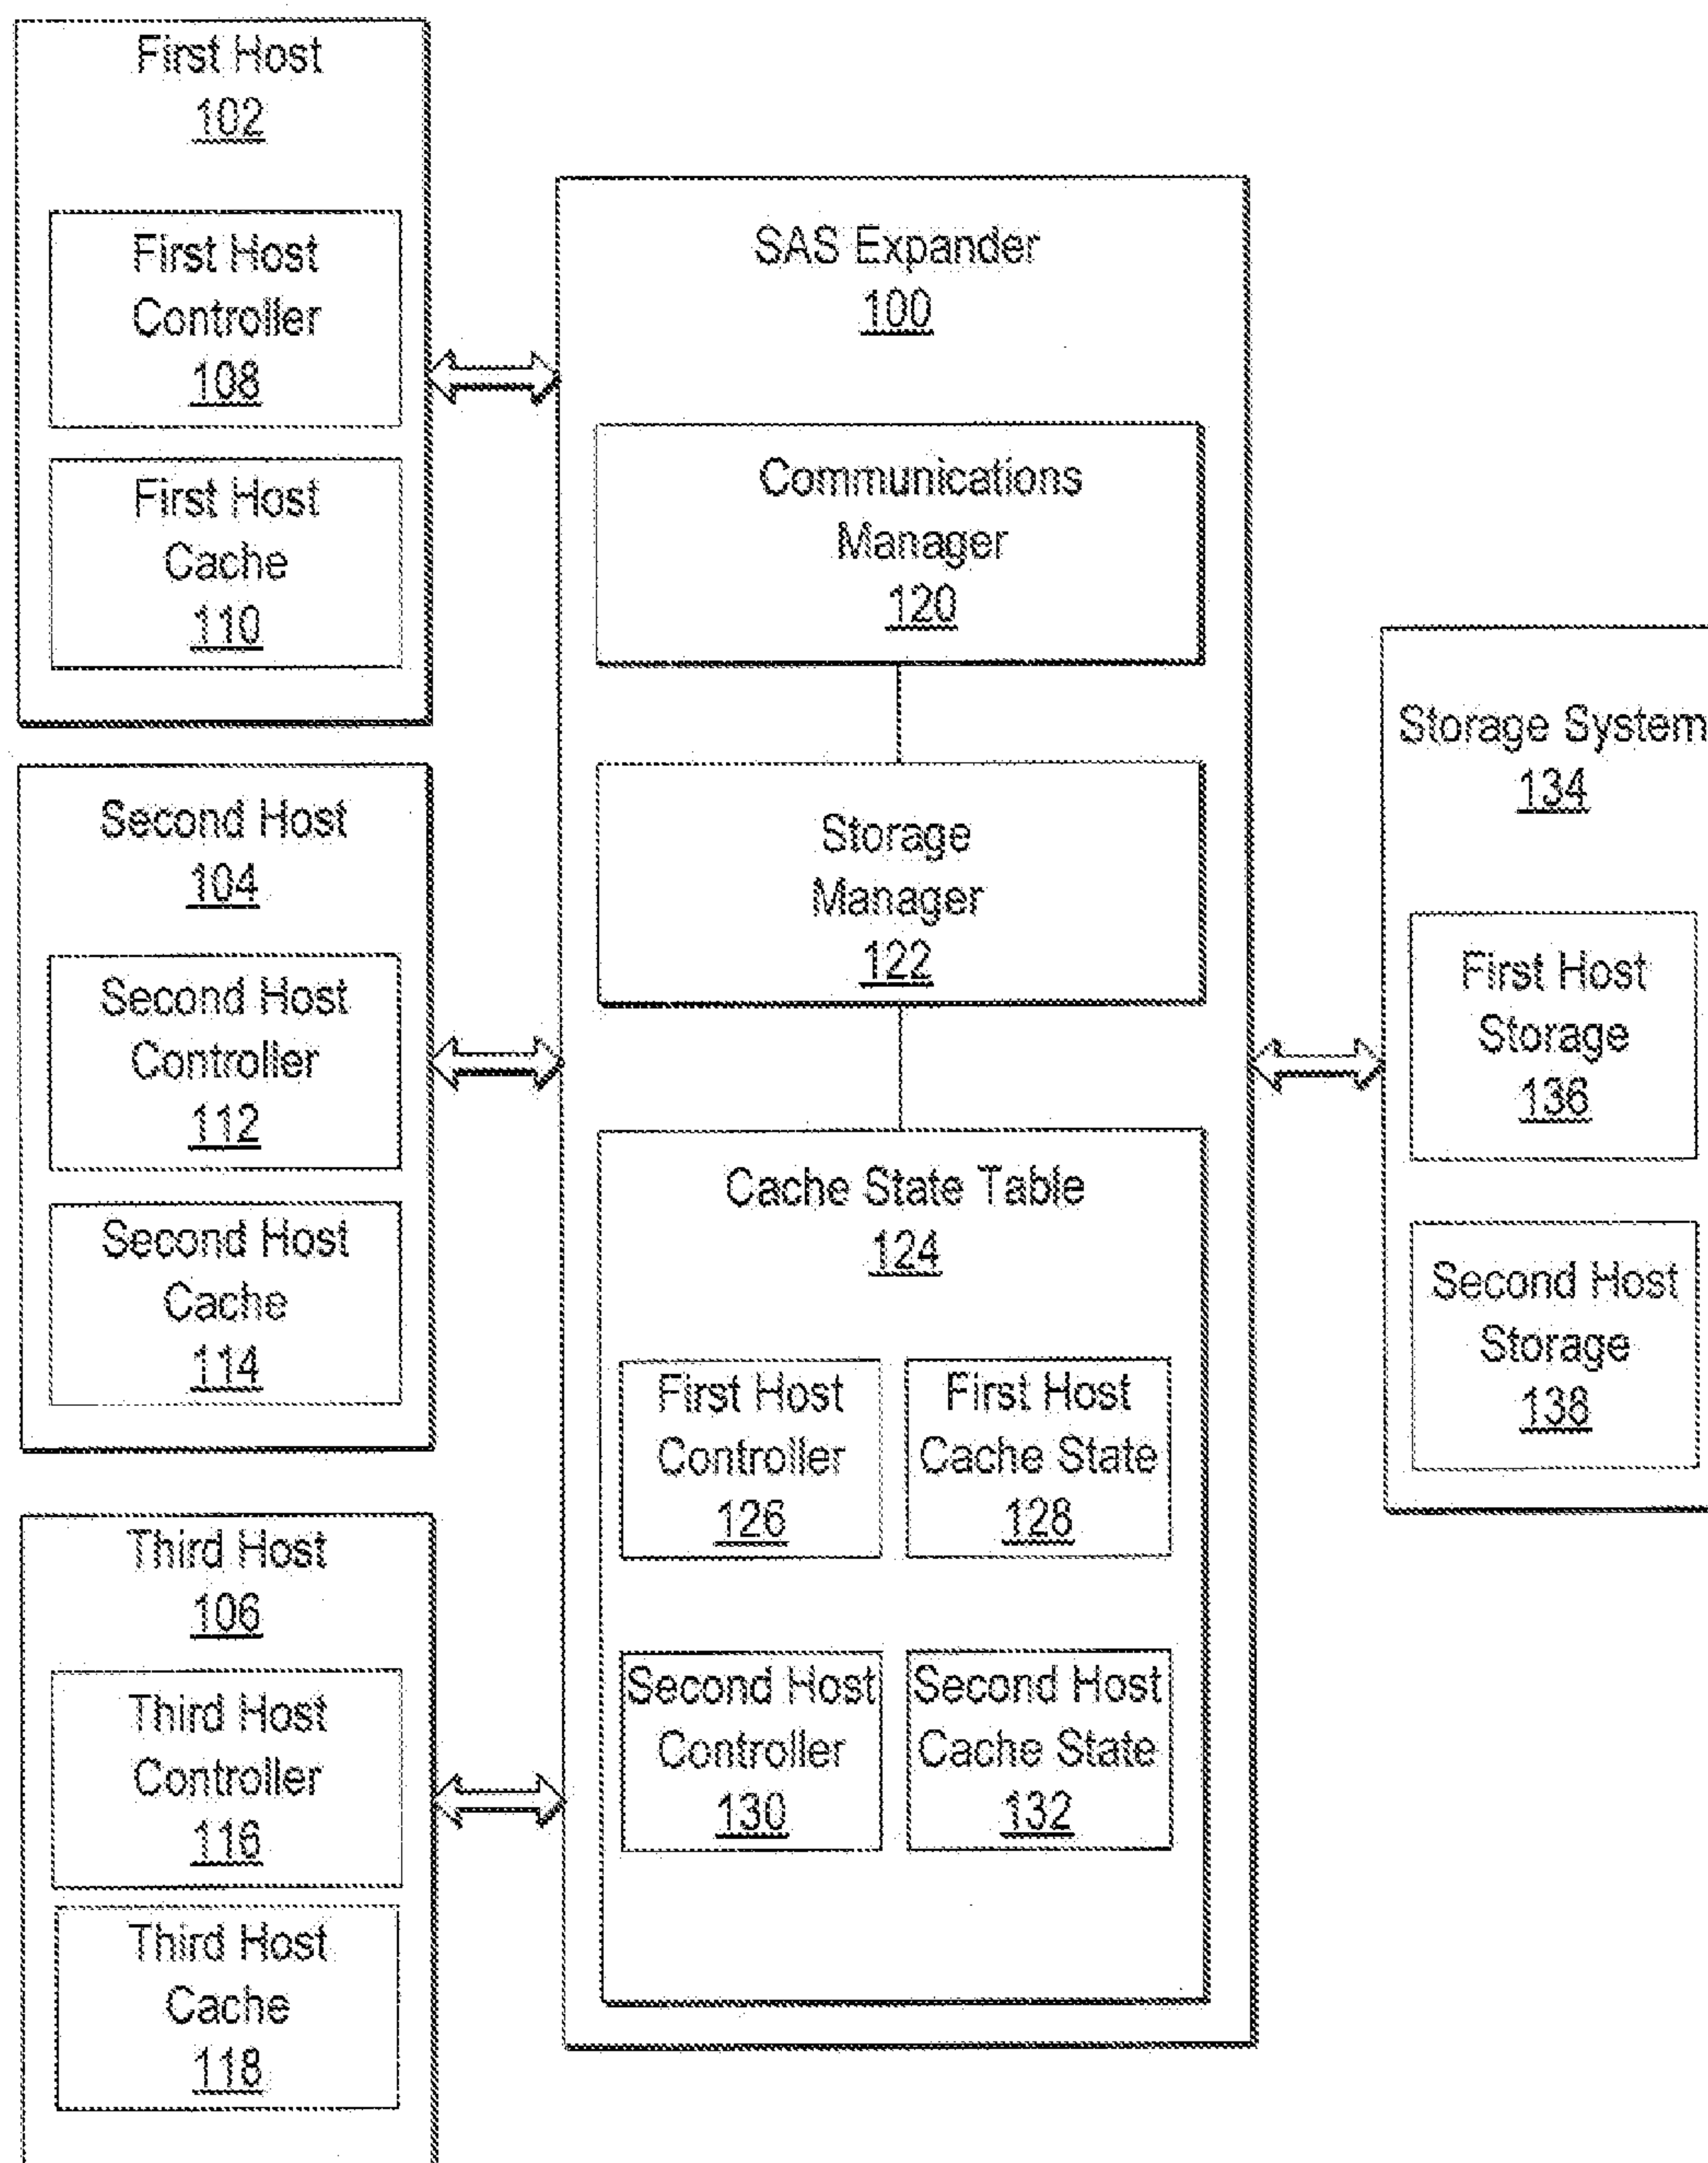 First Host
102
First Host
Controller
108
First Host
Cache
110
Second Host
104
Second Host
Controller
112
Second Host
Cache
114
Third Host
106
Third Host
Controller
116
Third Host
Cache
118
SAS Expander
100
Communications
Manager
120
Storage
Manager
122
Cache State Table
124
First Host
Controller
126
First Host
Cache State
128
Second Host
Controller
130
Second Host
Cache State
132
Storage System
134
First Host
Storage
136
Second Host
Storage
138